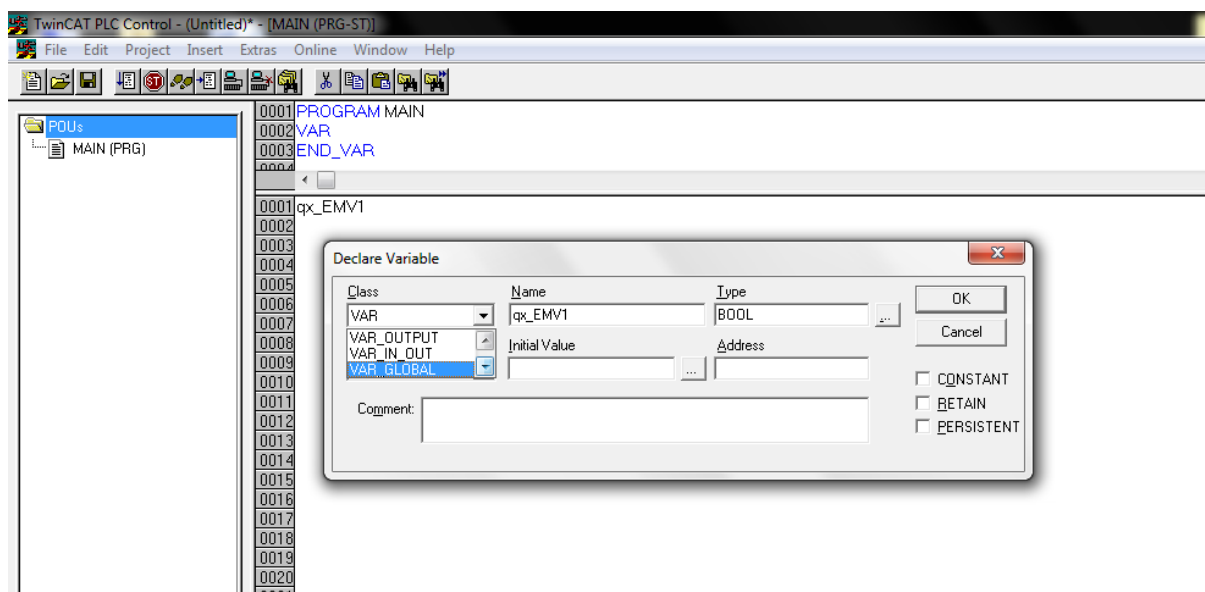 TwinCAT PLC Control - (Untitled)* - [MAIN (PRG-ST)]
File Edit Project Insert Extras Online Window Help
STOP
POUs
MAIN (PRG)
0001 PROGRAM MAIN
0002 VAR
0003 END_VAR
0004
0001 qx_EMV1
0002
0003
0004
0005
0006
0007
0008
0009
0010
0011
0012
0013
0014
0015
0016
0017
0018
0019
0020
Declare Variable
Class Name Type
VAR qx_EMV1 BOOL ... OK
VAR_OUTPUT
VAR_IN_OUT
VAR_GLOBAL
Initial Value Address Cancel
...
CONSTANT
RETAIN
PERSISTENT
Comment: